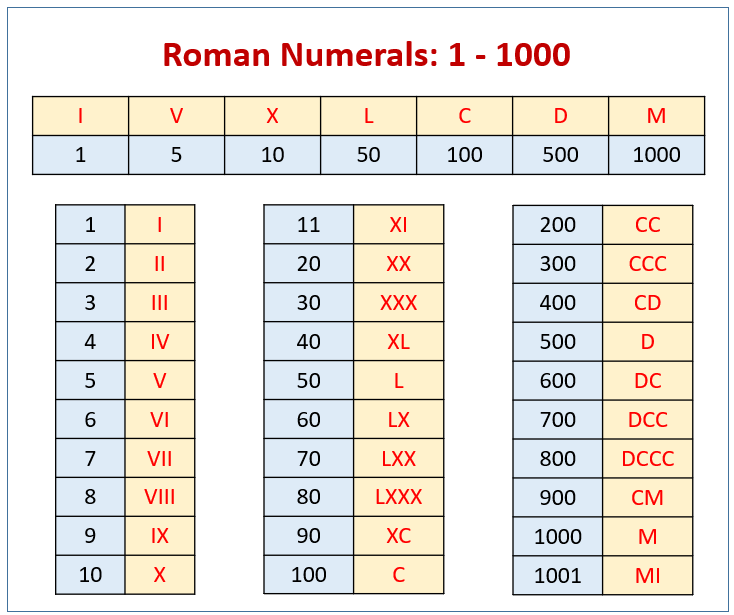 Roman Numerals: 1 - 1000
I V X L C D M
1 5 10 50 100 500 1000
1 I 11 XI 200 CC
2 II 20 XX 300 CCC
3 III 30 XXX 400 CD
4 IV 40 XL 500 D
5 V 50 L 600 DC
6 VI 60 LX 700 DCC
7 VII 70 LXX 800 DCCC
8 VIII 80 LXXX 900 CM
9 IX 90 XC 1000 M
10 X 100 C 1001 MI